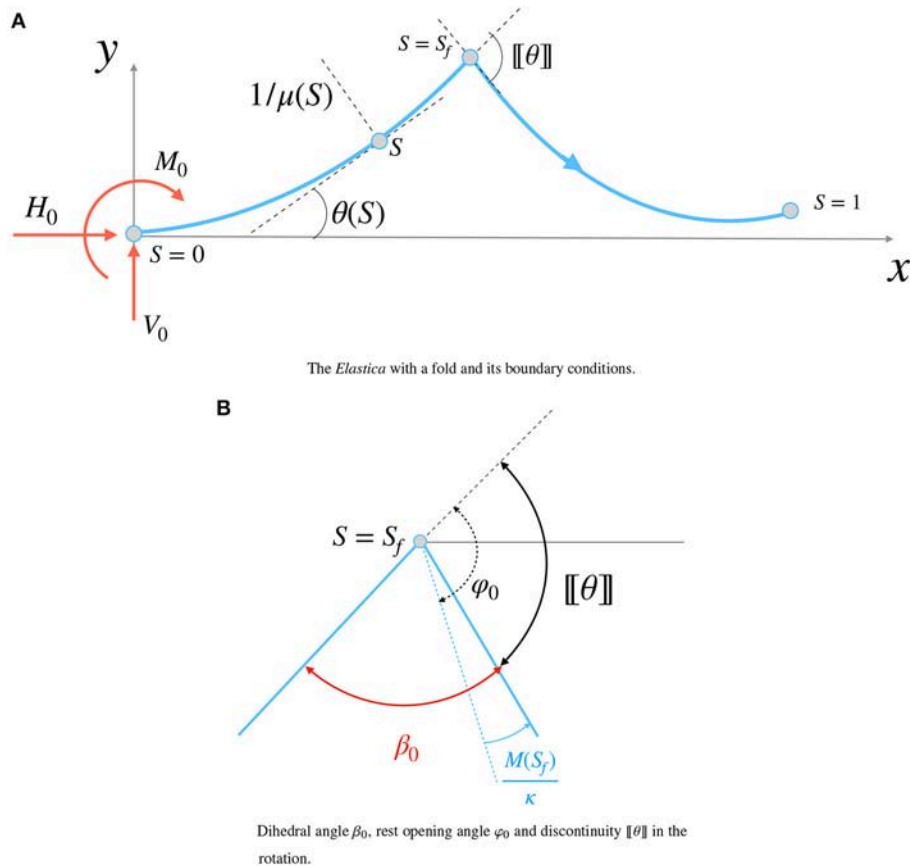 A
y
S = S_f
[[θ]]
1/μ(S)
S
M_0
θ(S)
H_0
S = 1
S = 0
x
V_0
The Elastica with a fold and its boundary conditions.
B
S = S_f
φ_0
[[θ]]
β_0
M(S_f)
κ
Dihedral angle β_0, rest opening angle φ_0 and discontinuity [[θ]] in the
rotation.